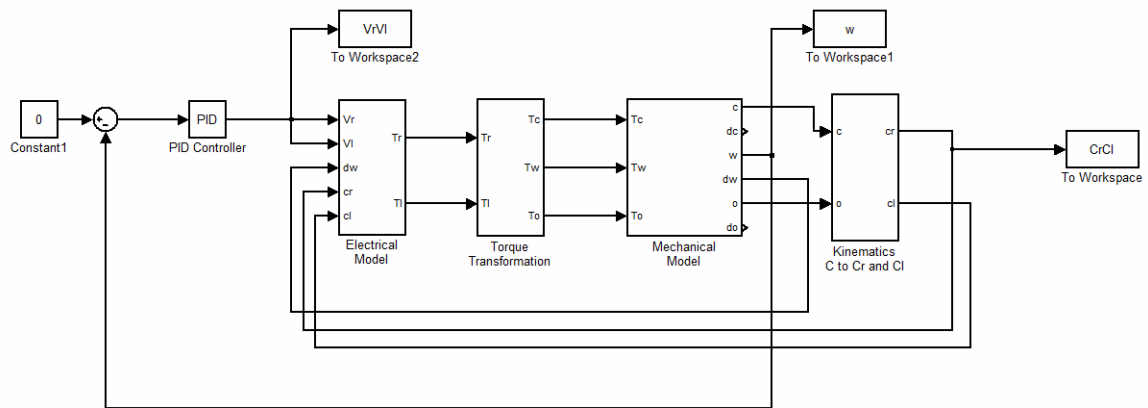 VrVl
To Workspace2
w
To Workspace1
0
Constant1
PID
PID Controller
Vr
Vl
dw
cr
cl
Tr
Tl
Electrical
Model
Tr
Tl
Tc
Tw
To
Torque
Transformation
Tc
Tw
To
c
dc
w
dw
o
do
Mechanical
Model
c
o
cr
cl
Kinematics
C to Cr and Cl
CrCl
To Workspace